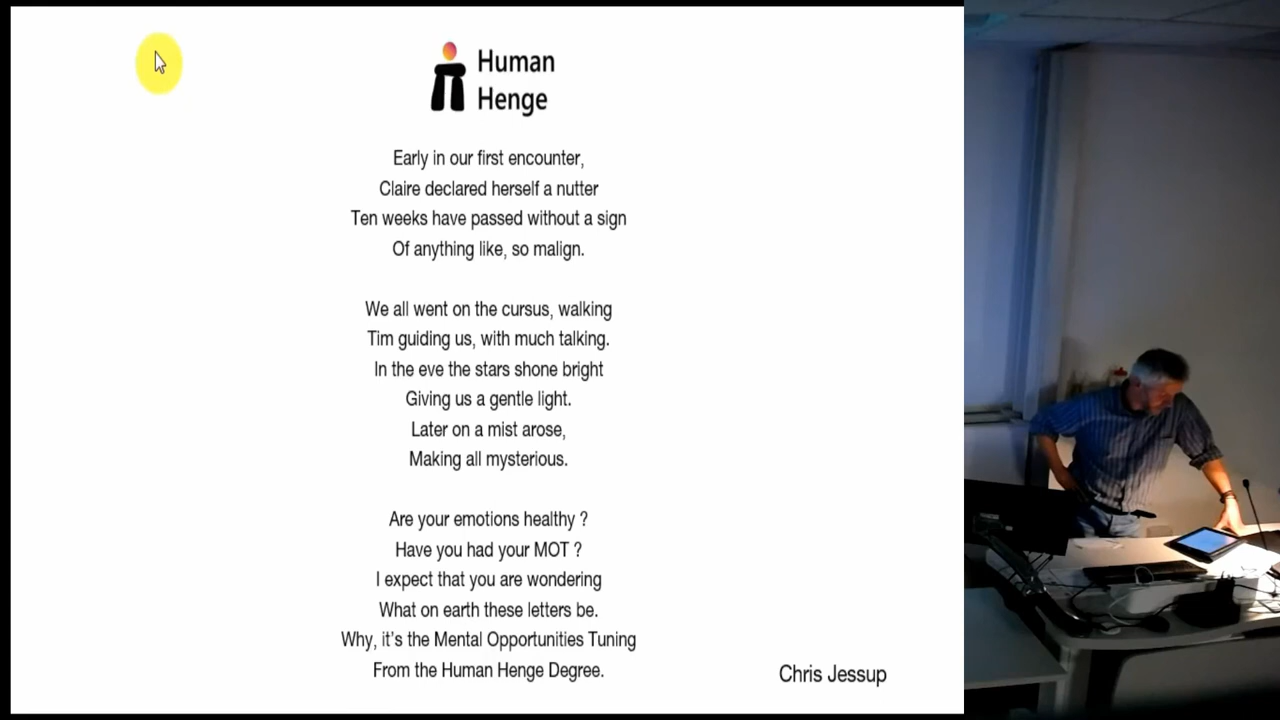 Human
Henge
Early in our first encounter,
Claire declared herself a nutter
Ten weeks have passed without a sign
Of anything like, so malign.
We all went on the cursus, walking
Tim guiding us, with much talking.
In the eve the stars shone bright
Giving us a gentle light.
Later on a mist arose,
Making all mysterious.
Are your emotions healthy ?
Have you had your MOT ?
I expect that you are wondering
What on earth these letters be.
Why, it's the Mental Opportunities Tuning
From the Human Henge Degree.
Chris Jessup